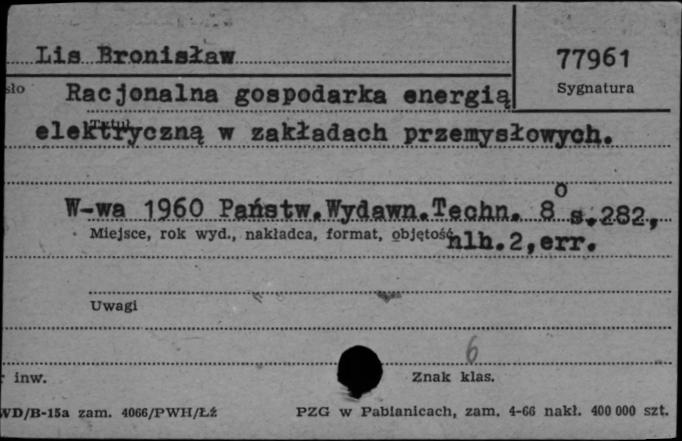 Lis Bronisław
77961
Sygnatura
sło
Racjonalna gospodarka energią
Tytuł
elektryczną w zakładach przemysłowych.
W-wa 1960 Państw.Wydawn.Techn. 8° s.282,
Miejsce, rok wyd., nakładca, format, objętość
nlb.2,err.
Uwagi
6
r inw.
Znak klas.
WD/B-15a zam. 4066/PWH/Łź
PZG w Pabianicach, zam. 4-66 nakł. 400 000 szt.